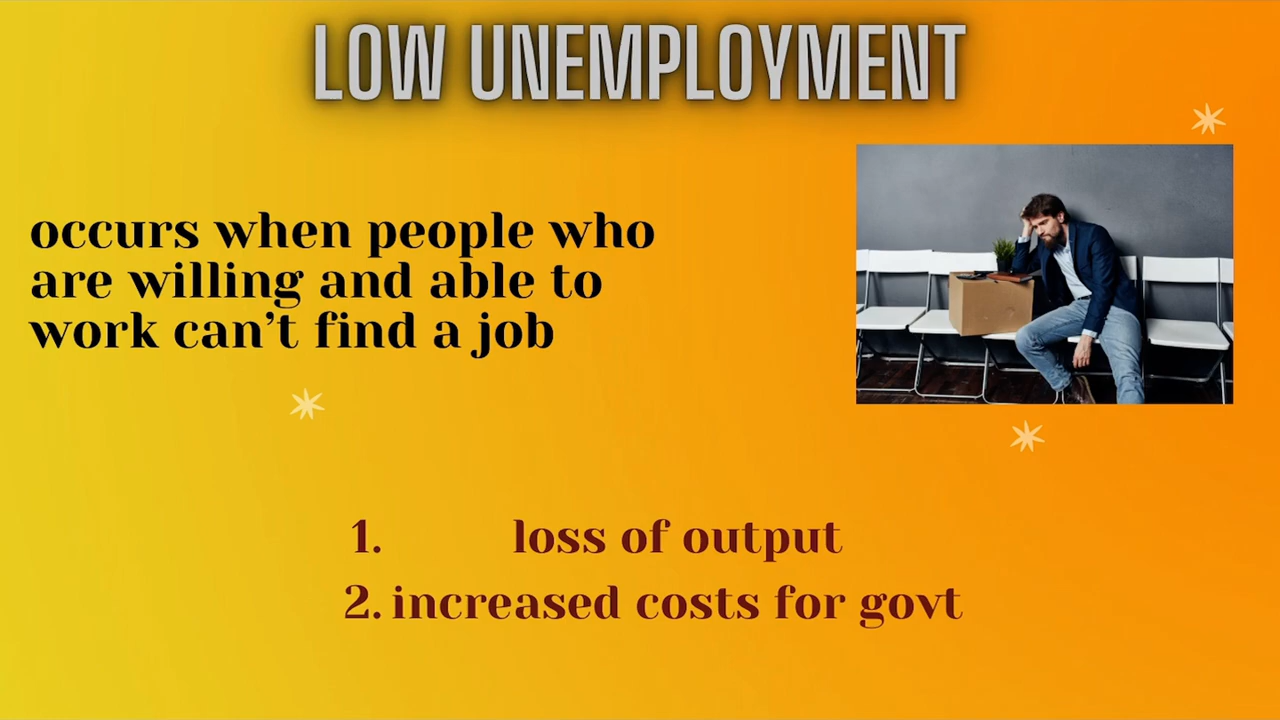 LOW UNEMPLOYMENT
occurs when people who
are willing and able to
work can’t find a job
1. loss of output
2. increased costs for govt